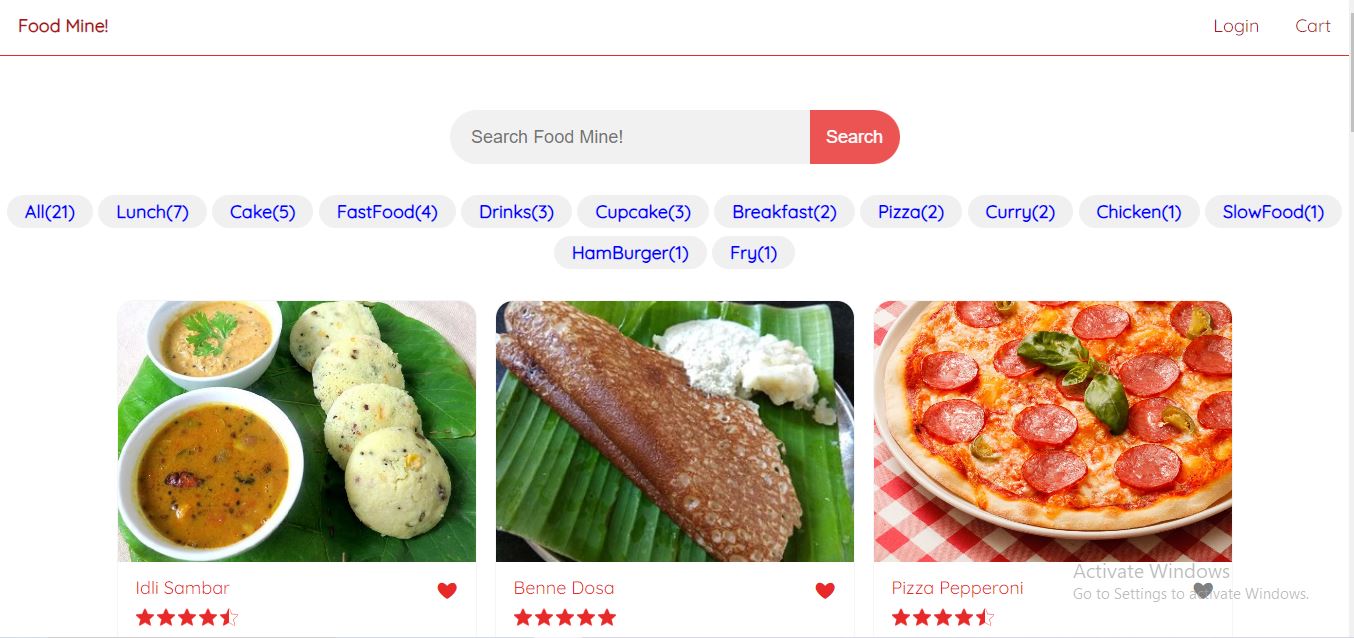 Food Mine! Login Cart
Search Food Mine! Search
All(21) Lunch(7) Cake(5) FastFood(4) Drinks(3) Cupcake(3) Breakfast(2) Pizza(2) Curry(2) Chicken(1) SlowFood(1)
HamBurger(1) Fry(1)
Idli Sambar Benne Dosa Pizza Pepperoni
Activate Windows
Go to Settings to activate Windows.